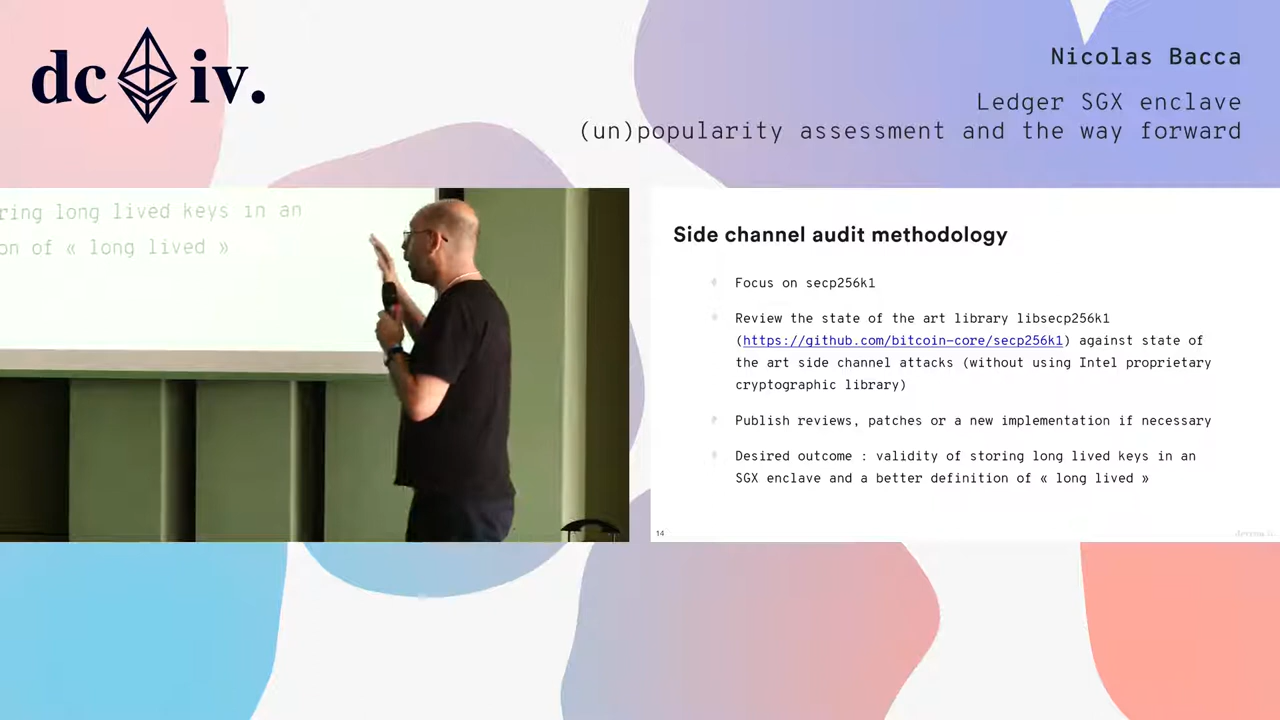 dc iv.
Nicolas Bacca
Ledger SGX enclave
(un)popularity assessment and the way forward
ring long lived keys in an
on of « long lived »
Side channel audit methodology
Focus on secp256k1
Review the state of the art library libsecp256k1
(https://github.com/bitcoin-core/secp256k1) against state of
the art side channel attacks (without using Intel proprietary
cryptographic library)
Publish reviews, patches or a new implementation if necessary
Desired outcome : validity of storing long lived keys in an
SGX enclave and a better definition of « long lived »
14